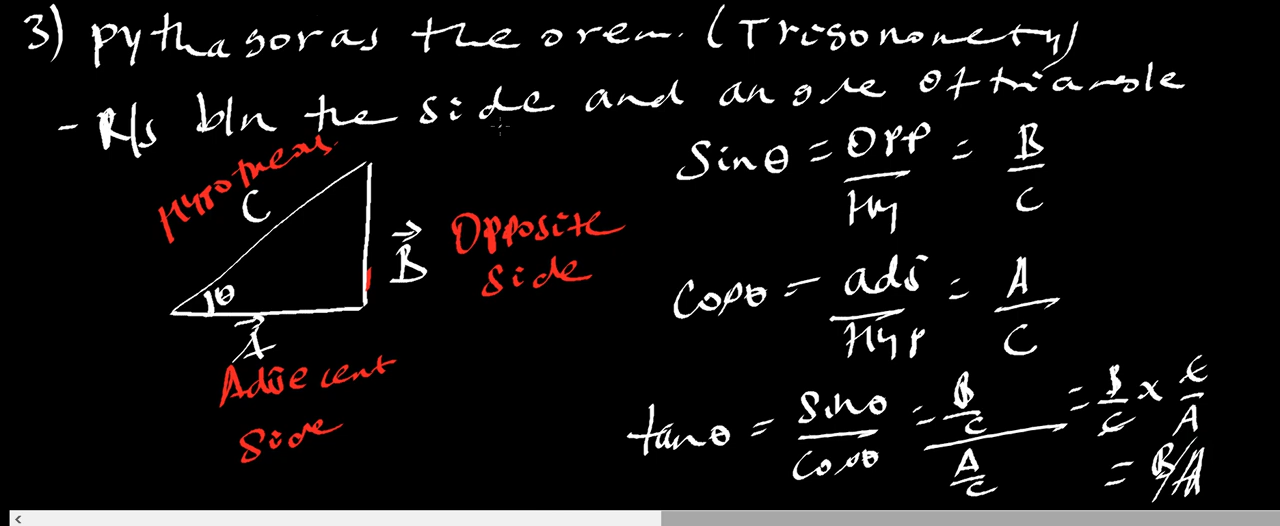 3) Pythagoras theorem. (Trigonometry)
- R/s b/n the side and angle of triangle
Hypotneus
C
θ
B
Opposite
side
A
Adjecent
side
Sinθ = OPP/Hy = B/C
Cosθ = adj/Hyp = A/C
tanθ = Sinθ/Cosθ = B/C / A/C = B/C × C/A
= B/A